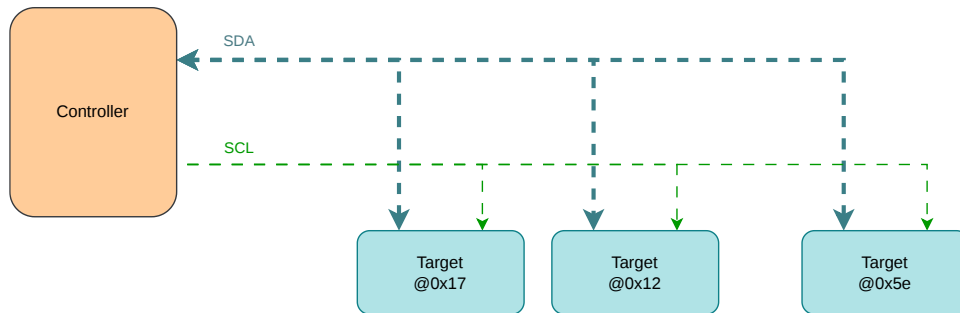 SDA
Controller
SCL
Target
@0x17
Target
@0x12
Target
@0x5e